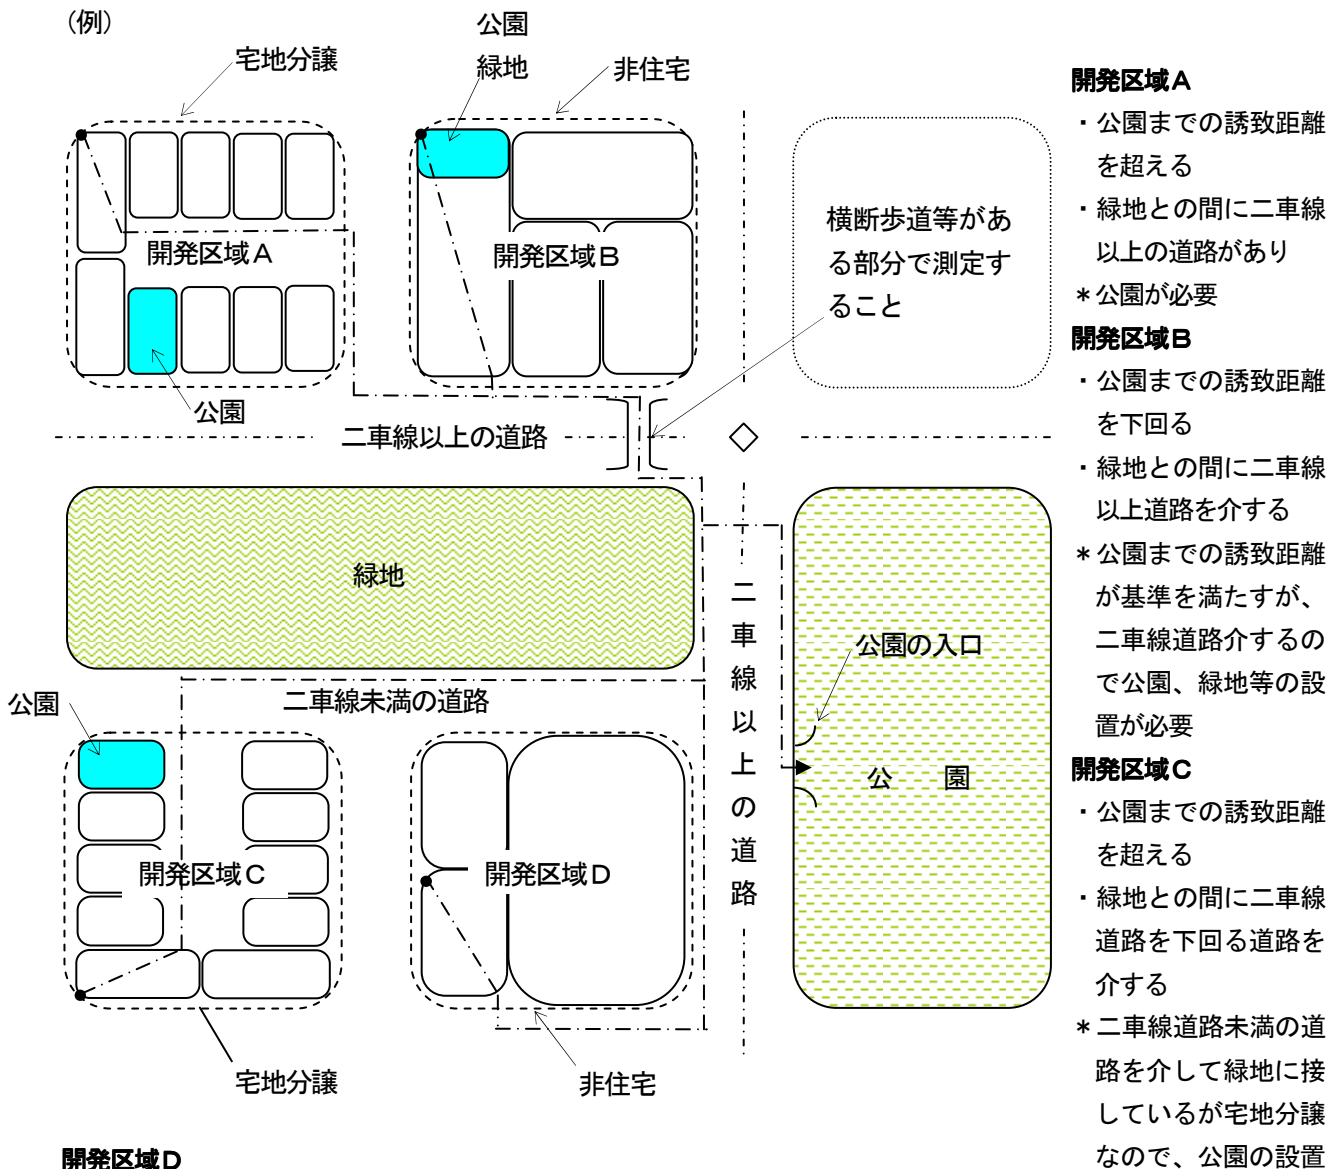 (例)
宅地分譲
公園
緑地
非住宅
開発区域A
開発区域B
横断歩道等があ
る部分で測定す
ること
公園
二車線以上の道路
緑地
二車線以上の道路
公園の入口
公 園
公園
二車線未満の道路
開発区域C
開発区域D
宅地分譲
非住宅
開発区域A
・公園までの誘致距離
を超える
・緑地との間に二車線
以上の道路があり
*公園が必要
開発区域B
・公園までの誘致距離
を下回る
・緑地との間に二車線
以上道路を介する
*公園までの誘致距離
が基準を満たすが、
二車線道路介するの
で公園、緑地等の設
置が必要
開発区域C
・公園までの誘致距離
を超える
・緑地との間に二車線
道路を下回る道路を
介する
*二車線道路未満の道
路を介して緑地に接
しているが宅地分譲
なので、公園の設置
開発区域D